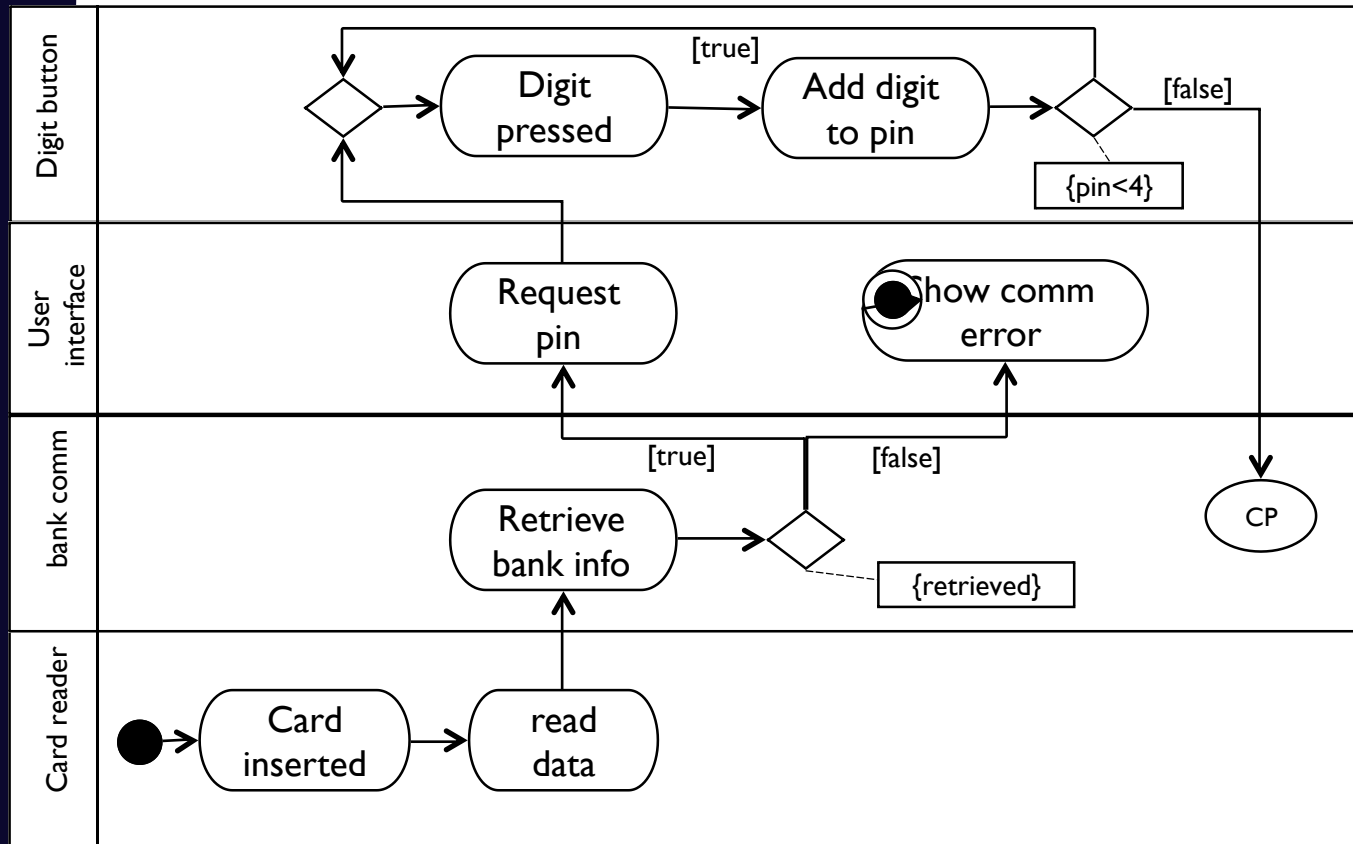 Digit button
[true]
[false]
Digit
pressed
Add digit
to pin
{pin<4}
User
interface
Request
pin
Show comm
error
bank comm
[true]
[false]
Retrieve
bank info
{retrieved}
CP
Card reader
Card
inserted
read
data